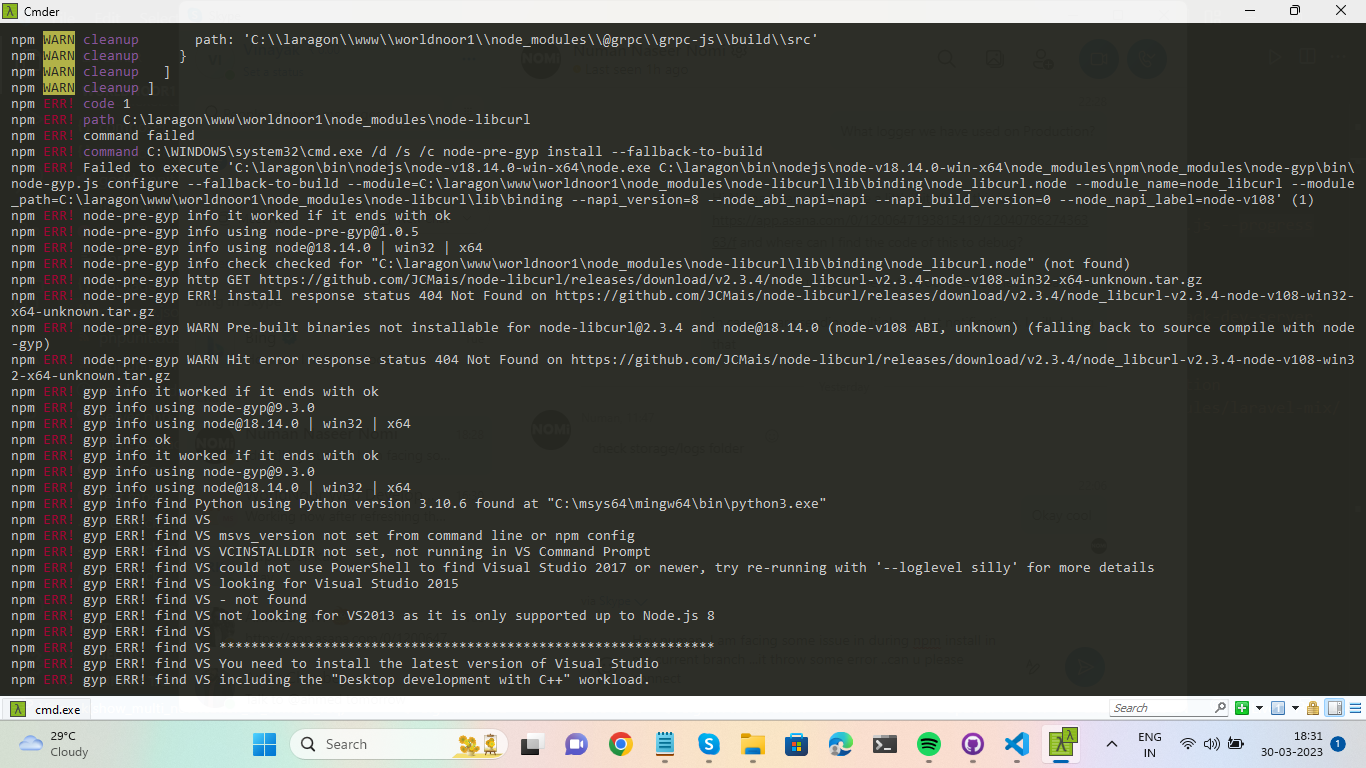 Cmder
npm WARN cleanup       path: 'C:\\laragon\\www\\worldnoor1\\node_modules\\@grpc\\grpc-js\\build\\src'
npm WARN cleanup     }
npm WARN cleanup   ]
npm WARN cleanup ]
npm ERR! code 1
npm ERR! path C:\laragon\www\worldnoor1\node_modules\node-libcurl
npm ERR! command failed
npm ERR! command C:\WINDOWS\system32\cmd.exe /d /s /c node-pre-gyp install --fallback-to-build
npm ERR! Failed to execute 'C:\laragon\bin\nodejs\node-v18.14.0-win-x64\node.exe C:\laragon\bin\nodejs\node-v18.14.0-win-x64\node_modules\npm\node_modules\node-gyp\bin\
node-gyp.js configure --fallback-to-build --module=C:\laragon\www\worldnoor1\node_modules\node-libcurl\lib\binding\node_libcurl.node --module_name=node_libcurl --module
_path=C:\laragon\www\worldnoor1\node_modules\node-libcurl\lib\binding --napi_version=8 --node_abi_napi=napi --napi_build_version=0 --node_napi_label=node-v108' (1)
npm ERR! node-pre-gyp info it worked if it ends with ok
npm ERR! node-pre-gyp info using node-pre-gyp@1.0.5
npm ERR! node-pre-gyp info using node@18.14.0 | win32 | x64
npm ERR! node-pre-gyp info check checked for "C:\laragon\www\worldnoor1\node_modules\node-libcurl\lib\binding\node_libcurl.node" (not found)
npm ERR! node-pre-gyp http GET https://github.com/JCMais/node-libcurl/releases/download/v2.3.4/node_libcurl-v2.3.4-node-v108-win32-x64-unknown.tar.gz
npm ERR! node-pre-gyp ERR! install response status 404 Not Found on https://github.com/JCMais/node-libcurl/releases/download/v2.3.4/node_libcurl-v2.3.4-node-v108-win32-
x64-unknown.tar.gz
npm ERR! node-pre-gyp WARN Pre-built binaries not installable for node-libcurl@2.3.4 and node@18.14.0 (node-v108 ABI, unknown) (falling back to source compile with node
-gyp)
npm ERR! node-pre-gyp WARN Hit error response status 404 Not Found on https://github.com/JCMais/node-libcurl/releases/download/v2.3.4/node_libcurl-v2.3.4-node-v108-win3
2-x64-unknown.tar.gz
npm ERR! gyp info it worked if it ends with ok
npm ERR! gyp info using node-gyp@9.3.0
npm ERR! gyp info using node@18.14.0 | win32 | x64
npm ERR! gyp info ok
npm ERR! gyp info it worked if it ends with ok
npm ERR! gyp info using node-gyp@9.3.0
npm ERR! gyp info using node@18.14.0 | win32 | x64
npm ERR! gyp info find Python using Python version 3.10.6 found at "C:\msys64\mingw64\bin\python3.exe"
npm ERR! gyp ERR! find VS
npm ERR! gyp ERR! find VS msvs_version not set from command line or npm config
npm ERR! gyp ERR! find VS VCINSTALLDIR not set, not running in VS Command Prompt
npm ERR! gyp ERR! find VS could not use PowerShell to find Visual Studio 2017 or newer, try re-running with '--loglevel silly' for more details
npm ERR! gyp ERR! find VS looking for Visual Studio 2015
npm ERR! gyp ERR! find VS - not found
npm ERR! gyp ERR! find VS not looking for VS2013 as it is only supported up to Node.js 8
npm ERR! gyp ERR! find VS
npm ERR! gyp ERR! find VS **************************************************************
npm ERR! gyp ERR! find VS You need to install the latest version of Visual Studio
npm ERR! gyp ERR! find VS including the "Desktop development with C++" workload.
cmd.exe
Search
29°C
Cloudy
Search
ENG
IN
18:31
30-03-2023
1